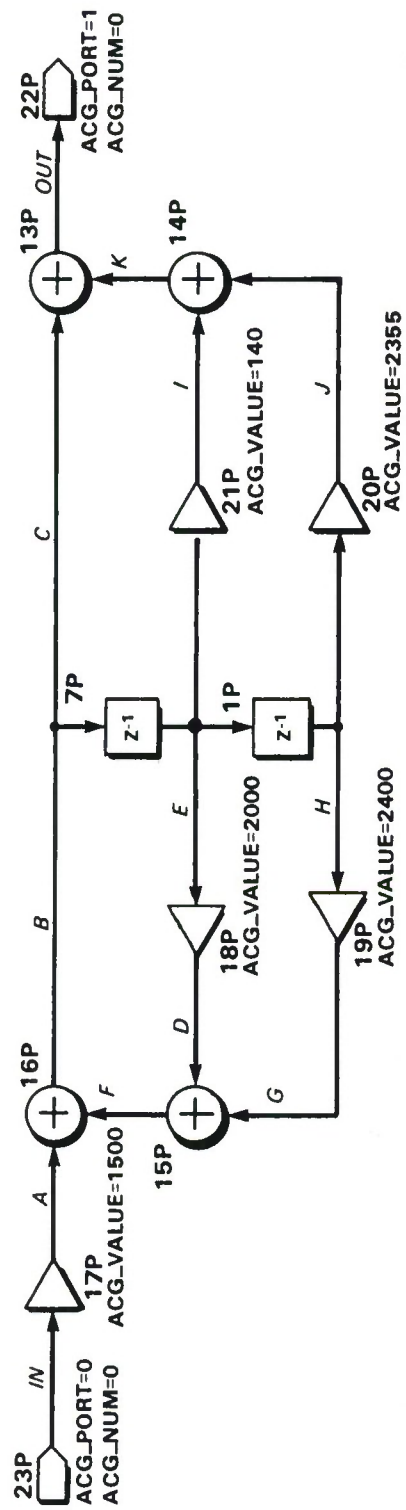 23P
ACG_PORT=0
ACG_NUM=0
IN
17P
ACG_VALUE=1500
A
16P
+
B
C
13P
+
OUT
22P
ACG_PORT=1
ACG_NUM=0
F
15P
+
D
18P
ACG_VALUE=2000
E
7P
z-1
21P
ACG_VALUE=140
I
14P
+
K
G
19P
ACG_VALUE=2400
H
1P
z-1
20P
ACG_VALUE=2355
J